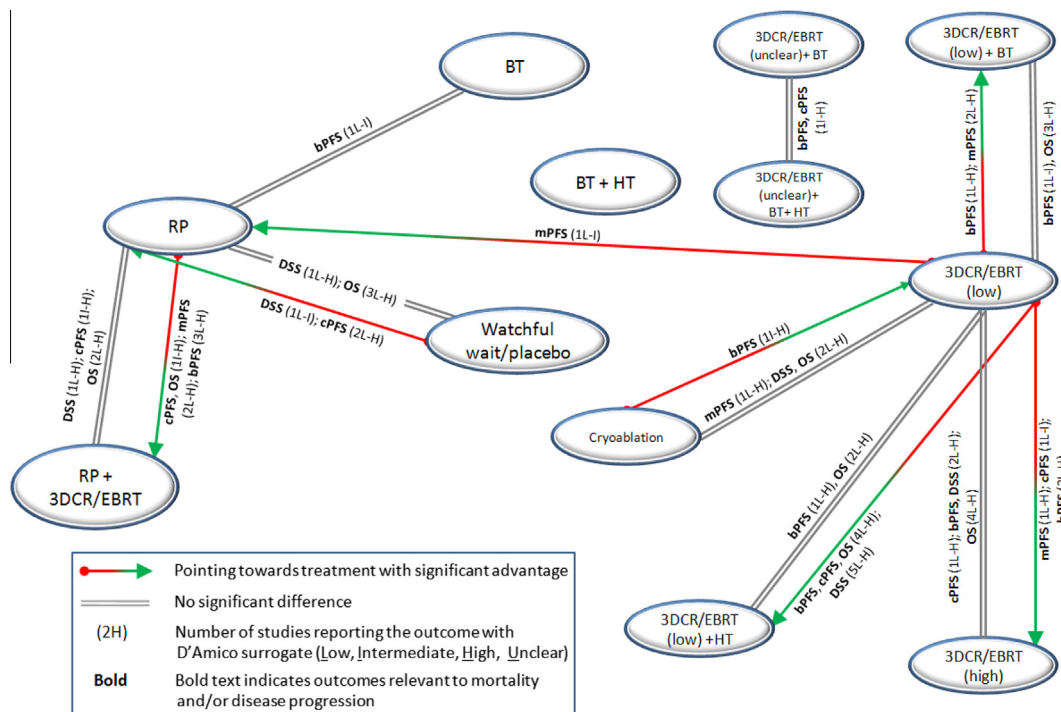 BT
3DCR/EBRT
(unclear)+ BT
3DCR/EBRT
(low) + BT
bPFS (1L-I)
bPFS, cPFS
(1I-H)
bPFS (1L-H); mPFS (2L-H)
bPFS (1L-I), OS (3L-H)
BT + HT
3DCR/EBRT
(unclear)+
BT+ HT
RP
mPFS (1L-I)
3DCR/EBRT
(low)
DSS (1L-H); OS (3L-H)
DSS (1L-I); cPFS (2L-H)
Watchful
wait/placebo
DSS (1L-H); cPFS (1I-H);
OS (2L-H)
cPFS, OS (1I-H); mPFS
(2L-H); bPFS (3L-H)
bPFS (1I-H)
mPFS (1L-H); DSS, OS (2L-H)
Cryoablation
RP +
3DCR/EBRT
bPFS (1L-H), OS (2L-H)
bPFS, cPFS, OS (4L-H);
DSS (5L-H)
cPFS (1L-H); bPFS, DSS (2L-H);
OS (4L-H)
mPFS (1L-H); cPFS (1L-I);
3DCR/EBRT
(low) +HT
3DCR/EBRT
(high)
Pointing towards treatment with significant advantage
No significant difference
(2H) Number of studies reporting the outcome with
D'Amico surrogate (Low, Intermediate, High, Unclear)
Bold Bold text indicates outcomes relevant to mortality
and/or disease progression